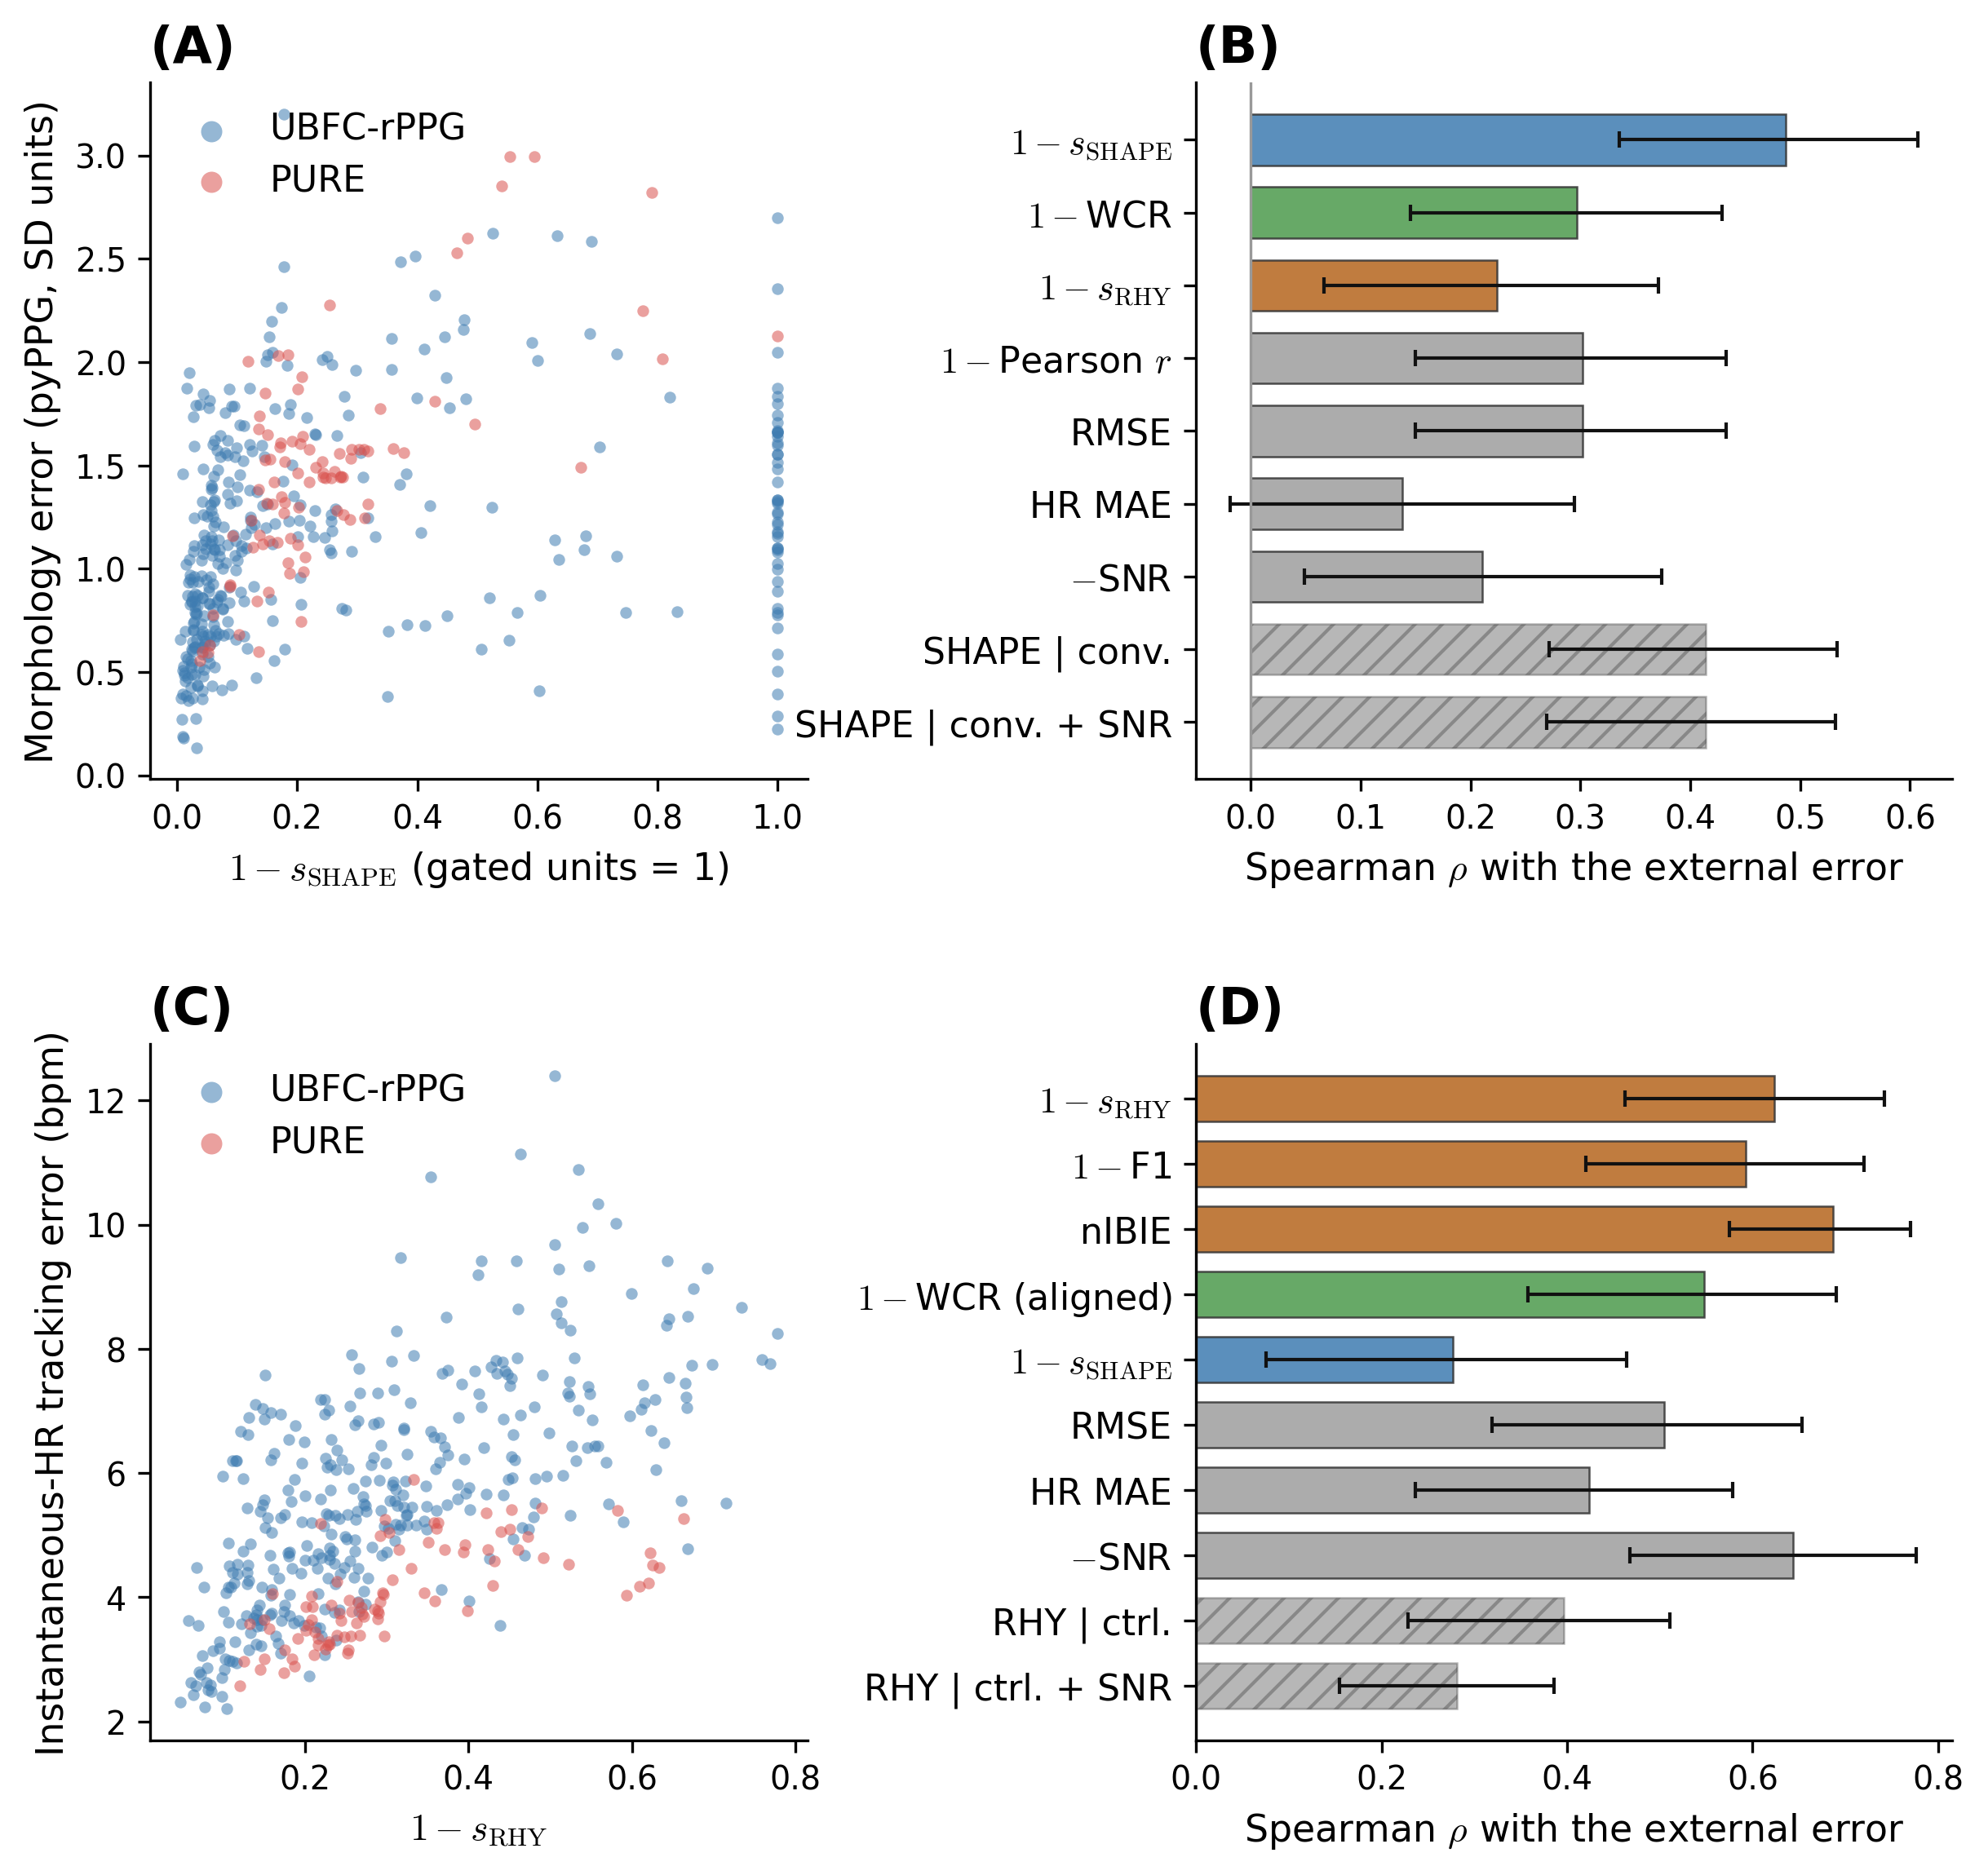 (A)
UBFC-rPPG
PURE
Morphology error (pyPPG, SD units)
3.0
2.5
2.0
1.5
1.0
0.5
0.0
0.0 0.2 0.4 0.6 0.8 1.0
1 − s_SHAPE (gated units = 1)
(B)
1 − s_SHAPE
1 − WCR
1 − s_RHY
1 − Pearson r
RMSE
HR MAE
−SNR
SHAPE | conv.
SHAPE | conv. + SNR
0.0 0.1 0.2 0.3 0.4 0.5 0.6
Spearman ρ with the external error
(C)
UBFC-rPPG
PURE
Instantaneous-HR tracking error (bpm)
12
10
8
6
4
2
0.2 0.4 0.6 0.8
1 − s_RHY
(D)
1 − s_RHY
1 − F1
nIBIE
1 − WCR (aligned)
1 − s_SHAPE
RMSE
HR MAE
−SNR
RHY | ctrl.
RHY | ctrl. + SNR
0.0 0.2 0.4 0.6 0.8
Spearman ρ with the external error